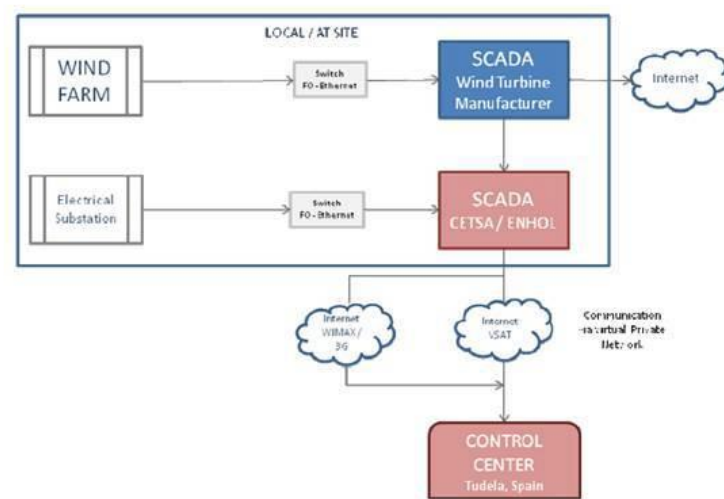 LOCAL / AT SITE
WIND
FARM
Switch
FO - Ethernet
SCADA
Wind Turbine
Manufacturer
Internet
Electrical
Substation
Switch
FO - Ethernet
SCADA
CETSA / ENHOL
Internet
WIMAX /
3G
Internet
VSAT
Communication
Virtual Private
Network
CONTROL
CENTER
Tudela, Spain